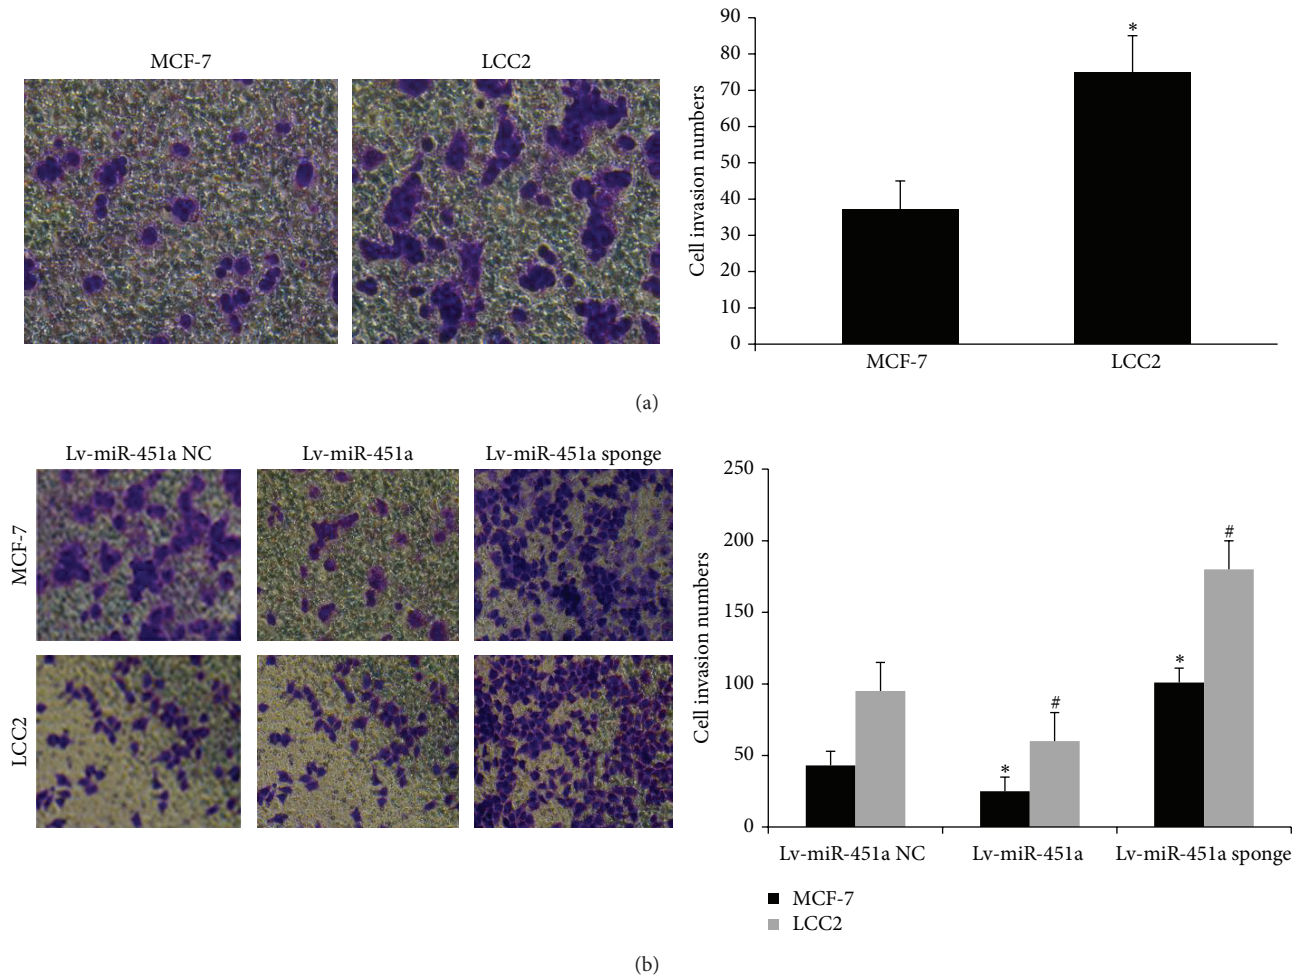 MCF-7
LCC2
Cell invasion numbers
90
80
70
60
50
40
30
20
10
0
*
MCF-7
LCC2
(a)
Lv-miR-451a NC
Lv-miR-451a
Lv-miR-451a sponge
MCF-7
LCC2
Cell invasion numbers
250
200
150
100
50
0
*
#
*
#
Lv-miR-451a NC
Lv-miR-451a
Lv-miR-451a sponge
MCF-7
LCC2
(b)